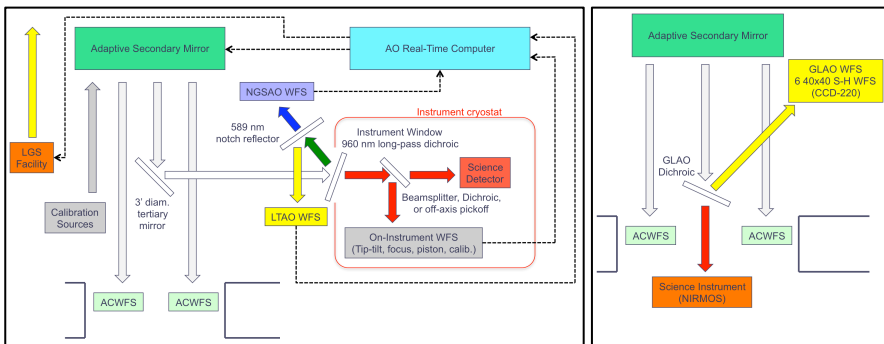 Adaptive Secondary Mirror
AO Real-Time Computer
NGSAO WFS
Instrument cryostat
589 nm
notch reflector
Instrument Window
960 nm long-pass dichroic
LGS
Facility
Science
Detector
Calibration
Sources
3’ diam.
tertiary
mirror
LTAO WFS
Beamsplitter, Dichroic,
or off-axis pickoff
On-Instrument WFS
(Tip-tilt, focus, piston, calib.)
ACWFS
ACWFS
Adaptive Secondary Mirror
GLAO WFS
6 40x40 S-H WFS
(CCD-220)
GLAO
Dichroic
ACWFS
ACWFS
Science Instrument
(NIRMOS)